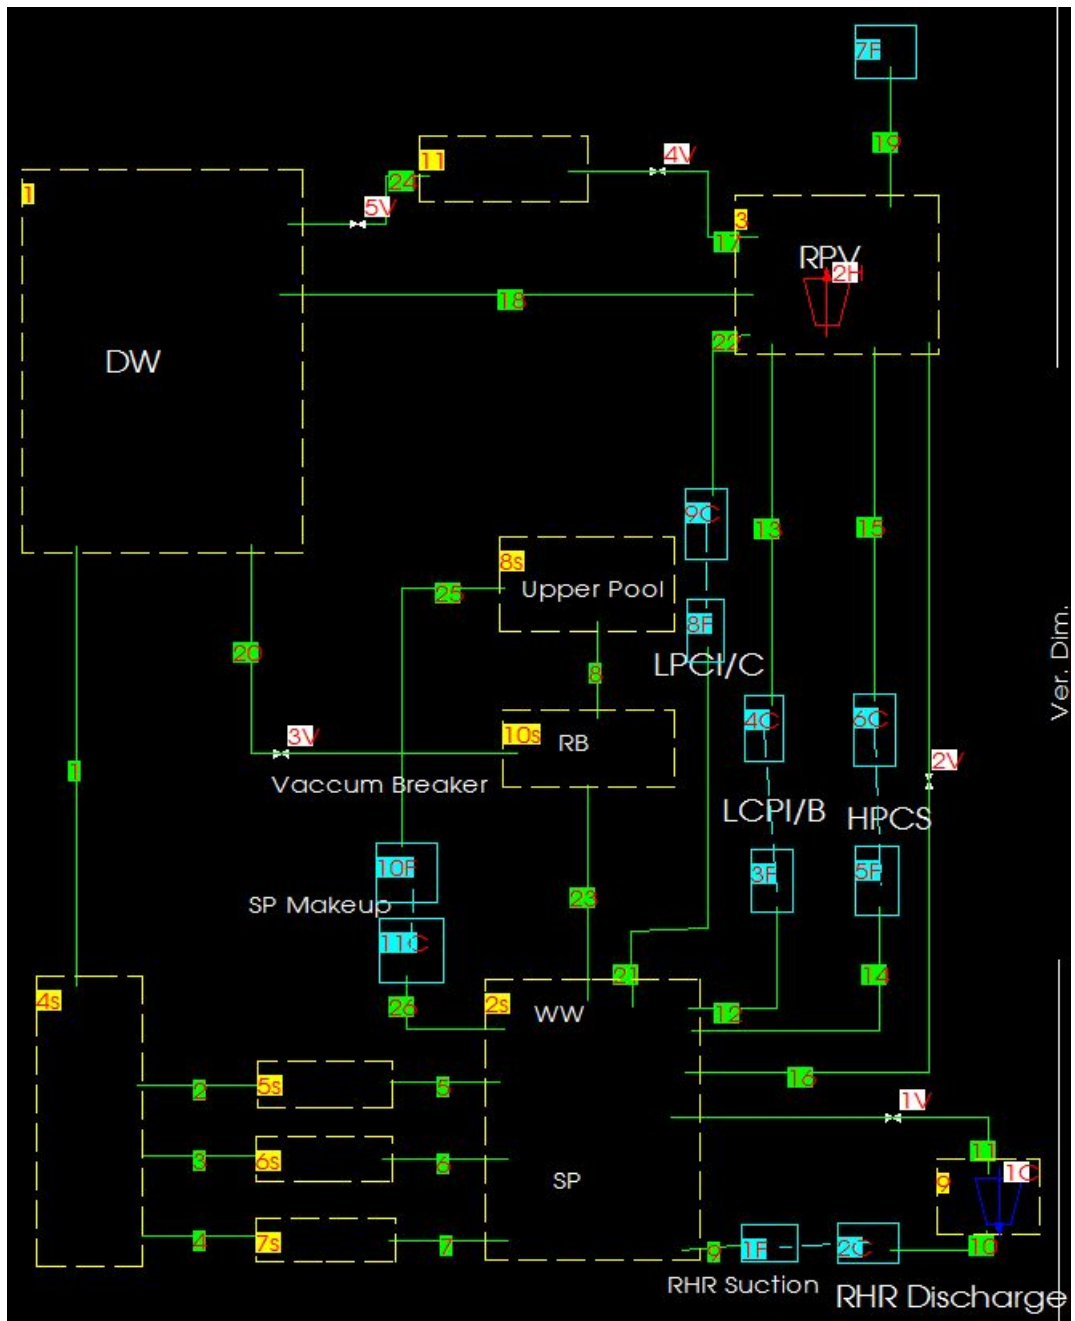 7F
19
11
4V
24
1
5V
3
17
RPV
2H
18
22
DW
9C
13
15
8s
Upper Pool
25
8F
Ver. Dim.
20
LPCI/C
8
4C
6C
10s
RB
3V
2V
1
Vaccum Breaker
LCPI/B
HPCS
10F
3F
5F
SP Makeup
23
11C
21
14
4s
26
2s
WW
12
2
5s
5
16
1V
3
6s
6
SP
11
9
1C
4
7s
7
9
1F
2C
10
RHR Suction
RHR Discharge